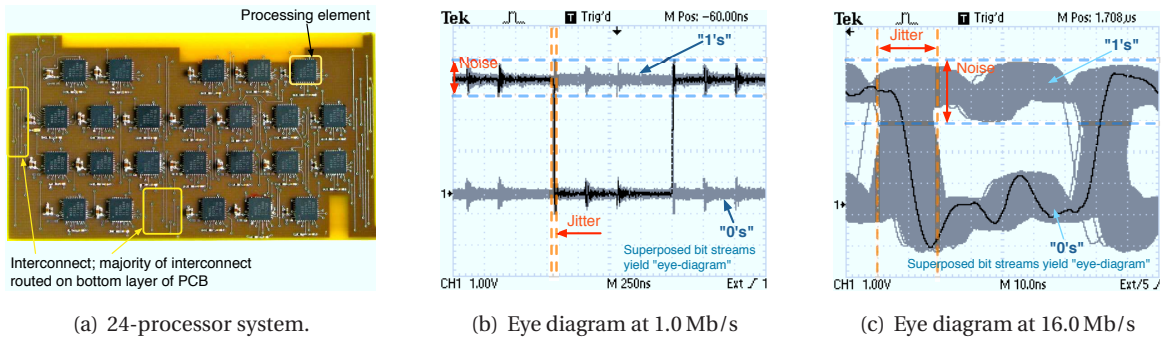 Processing element
Interconnect; majority of interconnect
routed on bottom layer of PCB
(a) 24-processor system.
Tek
T Trig'd
M Pos: -60.00ns
"1's"
Noise
1
Jitter
"0's"
Superposed bit streams
yield "eye-diagram"
CH1 1.00V
M 250ns
Ext
1
(b) Eye diagram at 1.0 Mb/s
Tek
T Trig'd
M Pos: 1.708µs
Jitter
"1's"
Noise
1
"0's"
Superposed bit streams yield "eye-diagram"
CH1 1.00V
M 10.0ns
Ext/5
(c) Eye diagram at 16.0 Mb/s